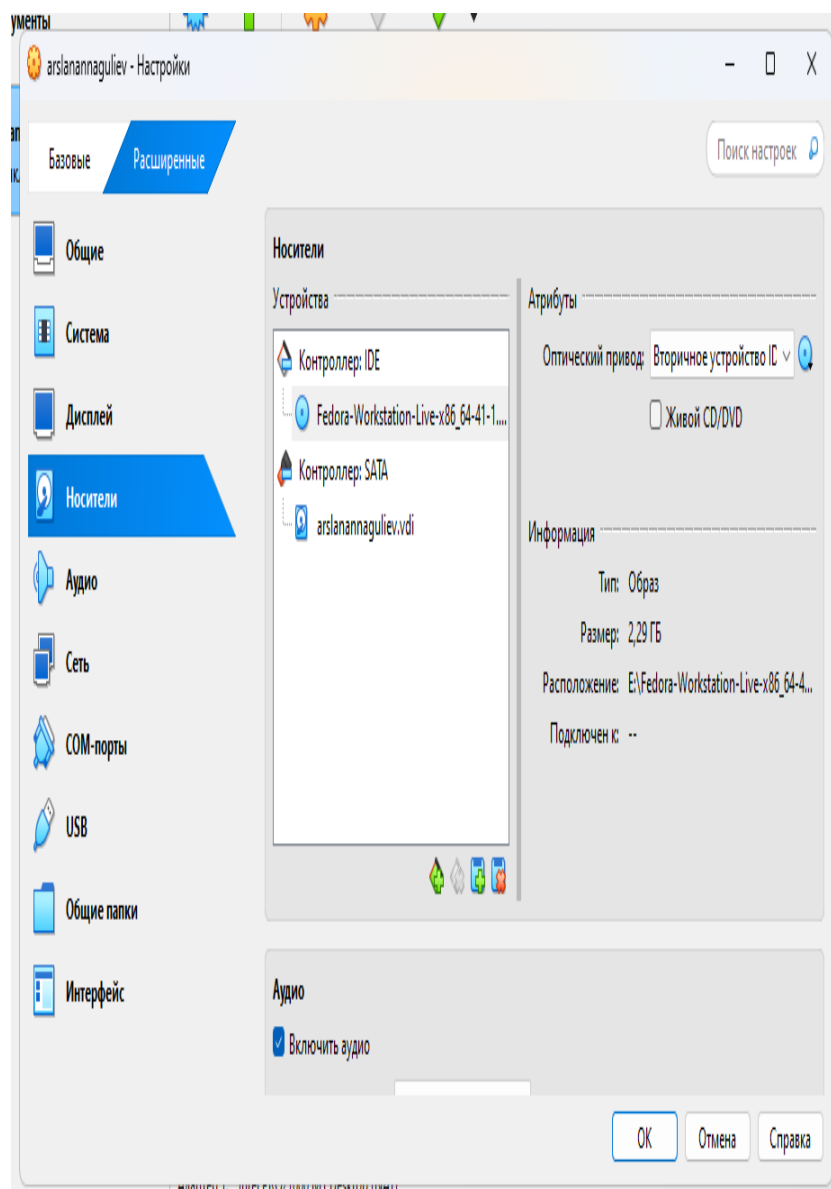 ументы
arslanannaguliev - Настройки
Базовые
Расширенные
Поиск настроек
Общие
Система
Дисплей
Носители
Аудио
Сеть
COM-порты
USB
Общие папки
Интерфейс
Носители
Устройства
Контроллер: IDE
Fedora-Workstation-Live-x86_64-41-1....
Контроллер: SATA
arslanannaguliev.vdi
Атрибуты
Оптический привод: Вторичное устройство ID
Живой CD/DVD
Информация
Тип: Образ
Размер: 2,29 ГБ
Расположение: E:\Fedora-Workstation-Live-x86_64-4...
Подключен к: --
Аудио
Включить аудио
OK
Отмена
Справка